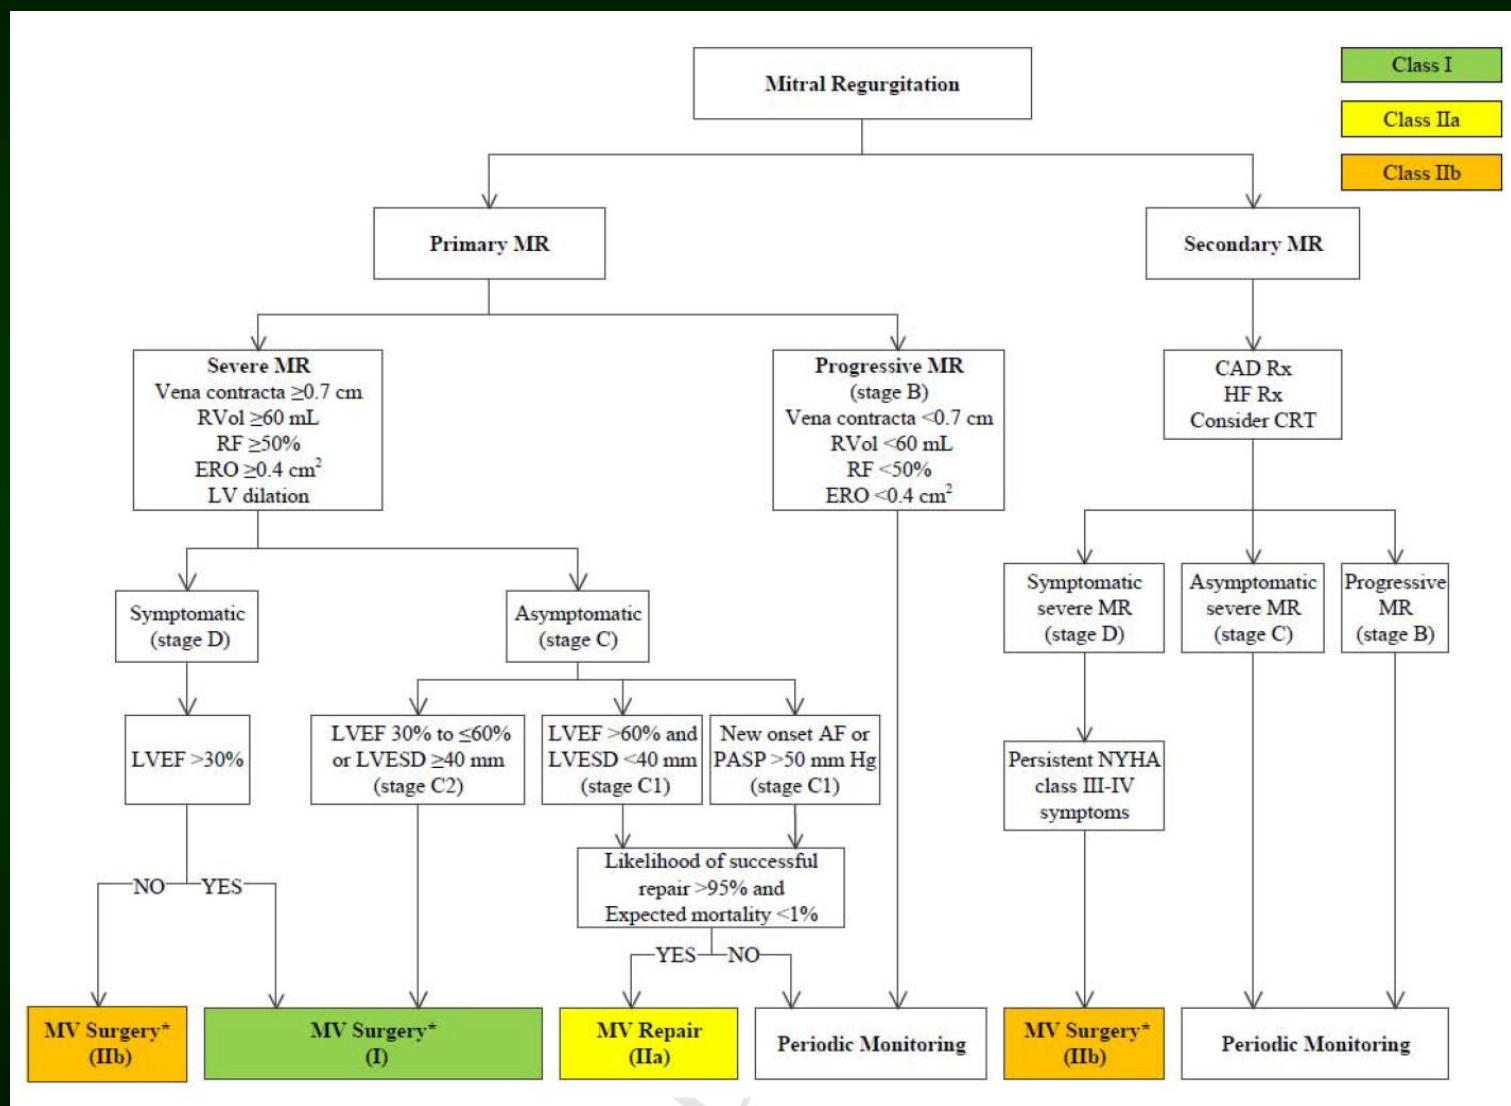 Mitral Regurgitation
Class I
Class IIa
Class IIb
Primary MR
Secondary MR
Severe MR
Vena contracta ≥0.7 cm
RVol ≥60 mL
RF ≥50%
ERO ≥0.4 cm²
LV dilation
Progressive MR
(stage B)
Vena contracta <0.7 cm
RVol <60 mL
RF <50%
ERO <0.4 cm²
CAD Rx
HF Rx
Consider CRT
Symptomatic
(stage D)
Asymptomatic
(stage C)
Symptomatic
severe MR
(stage D)
Asymptomatic
severe MR
(stage C)
Progressive
MR
(stage B)
LVEF >30%
LVEF 30% to ≤60%
or LVESD ≥40 mm
(stage C2)
LVEF >60% and
LVESD <40 mm
(stage C1)
New onset AF or
PASP >50 mm Hg
(stage C1)
Persistent NYHA
class III-IV
symptoms
Likelihood of successful
repair >95% and
Expected mortality <1%
NO
YES
YES
NO
MV Surgery*
(IIb)
MV Surgery*
(I)
MV Repair
(IIa)
Periodic Monitoring
MV Surgery*
(IIb)
Periodic Monitoring